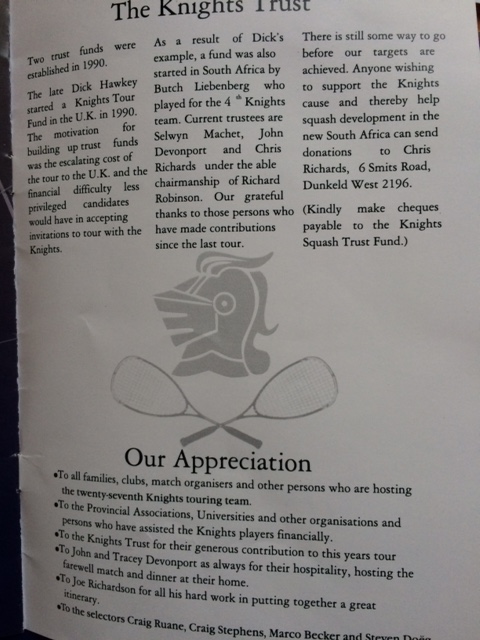 The Knights Trust
Two trust funds were
established in 1990.
The late Dick Hawkey
started a Knights Tour
Fund in the U.K. in 1990.
The motivation for
building up trust funds
was the escalating cost of
the tour to the U.K. and the
financial difficulty less
privileged candidates
would have in accepting
invitations to tour with the
Knights.
As a result of Dick's
example, a fund was also
started in South Africa by
Butch Liebenberg who
played for the 4 th Knights
team. Current trustees are
Selwyn Machet, John
Devonport and Chris
Richards under the able
chairmanship of Richard
Robinson. Our grateful
thanks to those persons who
have made contributions
since the last tour.
There is still some way to go
before our targets are
achieved. Anyone wishing
to support the Knights
cause and thereby help
squash development in the
new South Africa can send
donations to Chris
Richards, 6 Smits Road,
Dunkeld West 2196.
(Kindly make cheques
payable to the Knights
Squash Trust Fund.)
Our Appreciation
•To all families, clubs, match organisers and other persons who are hosting
the twenty-seventh Knights touring team.
•To the Provincial Associations, Universities and other organisations and
persons who have assisted the Knights players financially.
•To the Knights Trust for their generous contribution to this years tour
•To John and Tracey Devonport as always for their hospitality, hosting the
farewell match and dinner at their home.
•To Joe Richardson for all his hard work in putting together a great
itinerary.
•To the selectors Craig Ruane, Craig Stephens, Marco Becker and Steven